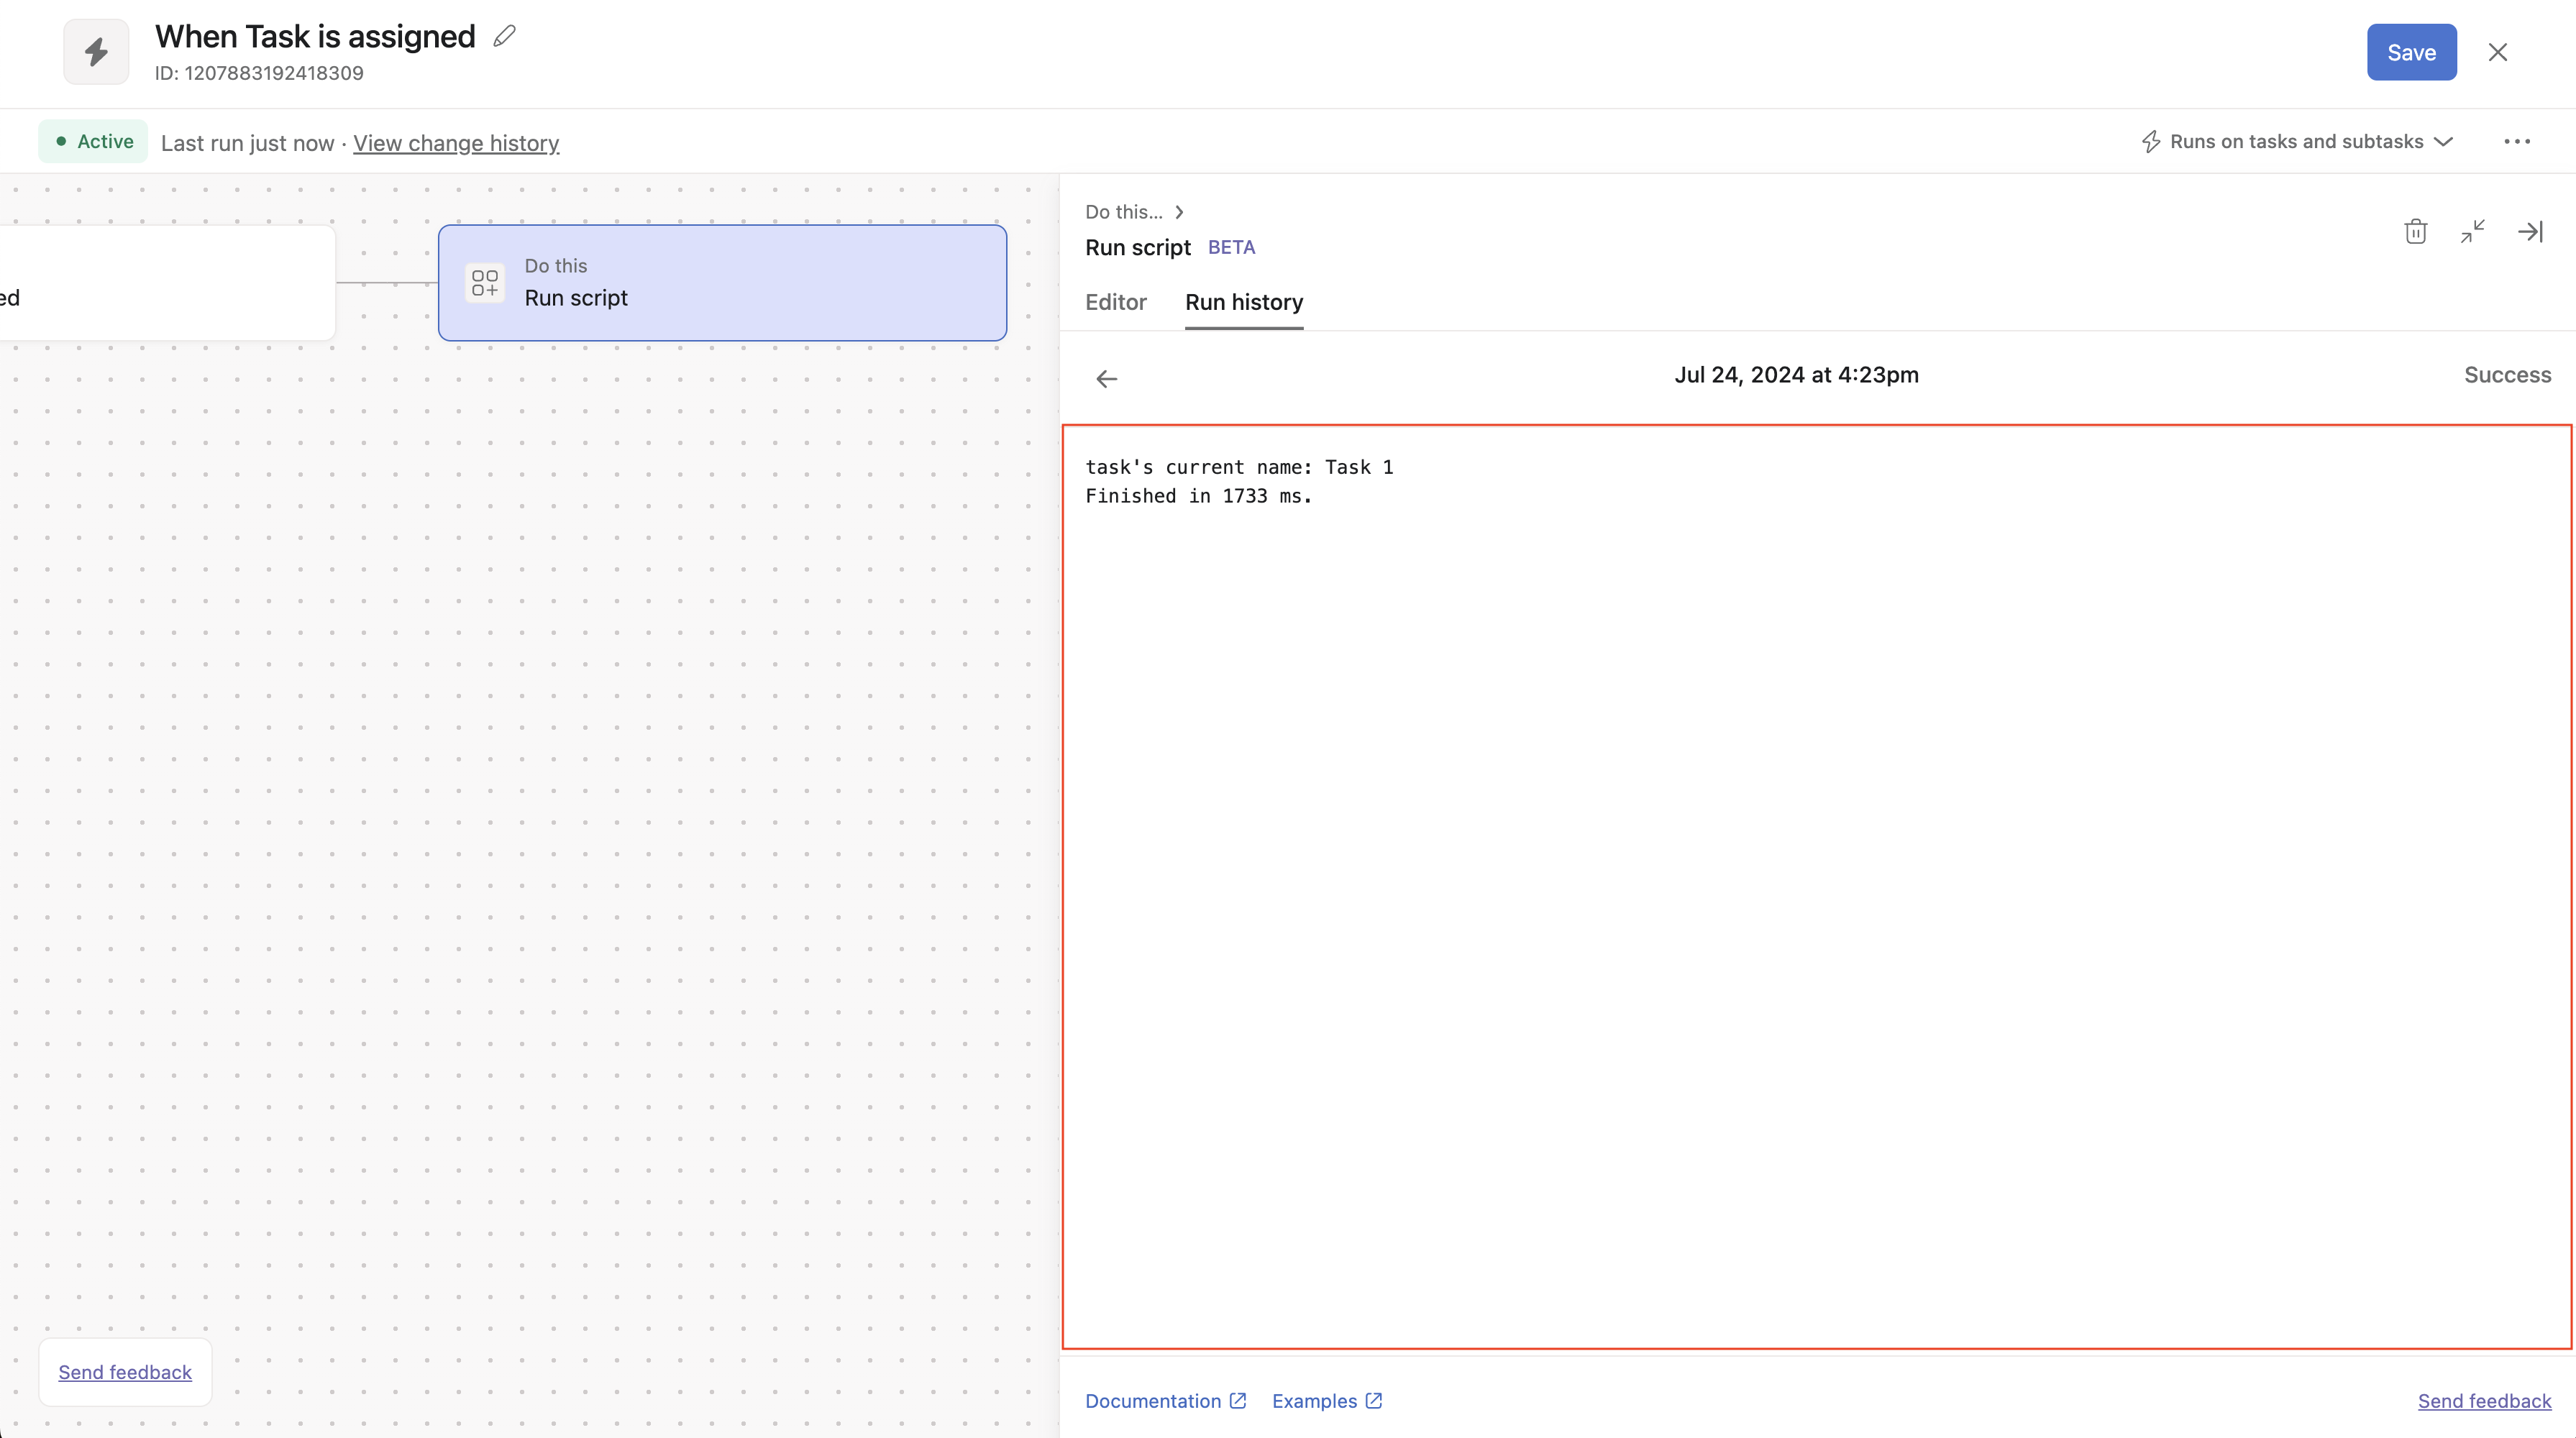 When Task is assigned
ID: 1207883192418309
Save
Active
Last run just now · View change history
Runs on tasks and subtasks
ed
Do this
Run script
Do this...
Run script BETA
Editor
Run history
Jul 24, 2024 at 4:23pm
Success
task's current name: Task 1
Finished in 1733 ms.
Send feedback
Documentation
Examples
Send feedback